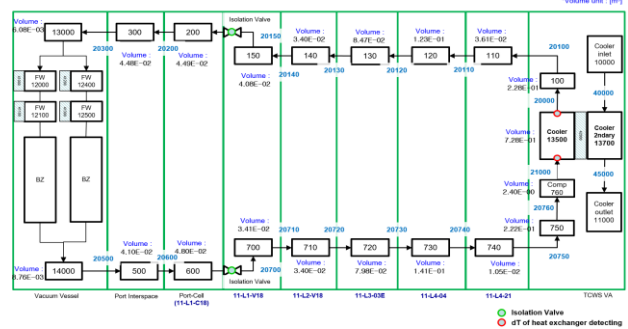 Volume unit : [m³]
Volume :
6.08E-03
13000
20300
300
Volume :
4.48E-02
20200
200
Volume :
4.49E-02
Isolation Valve
20150
150
Volume :
4.08E-02
20140
Volume :
3.40E-02
140
20130
Volume :
8.47E-02
130
20120
Volume :
1.23E-01
120
20110
Volume :
3.61E-02
110
20100
100
Volume :
2.28E-01
20000
Cooler
inlet
10000
40000
FW
12000
FW
12400
FW
12100
FW
12500
BZ
BZ
Volume :
7.28E-01
Cooler
13500
Cooler
2ndary
13700
21000
45000
Volume :
2.40E-00
Comp
760
20760
Cooler
outlet
11000
Volume :
2.22E-01
750
20750
Volume :
8.76E-03
14000
20500
Volume :
4.10E-02
500
20600
Volume :
4.80E-02
600
Isolation Valve
20700
Volume :
3.41E-02
700
20710
710
Volume :
3.40E-02
20720
720
Volume :
7.98E-02
20730
730
Volume :
1.41E-01
20740
740
Volume :
1.05E-02
Vacuum Vessel
Port Interspace
Port-Cell
(11-L1-C18)
11-L1-V18
11-L2-V18
11-L3-03E
11-L4-04
11-L4-21
TCWS VA
Isolation Valve
dT of heat exchanger detecting